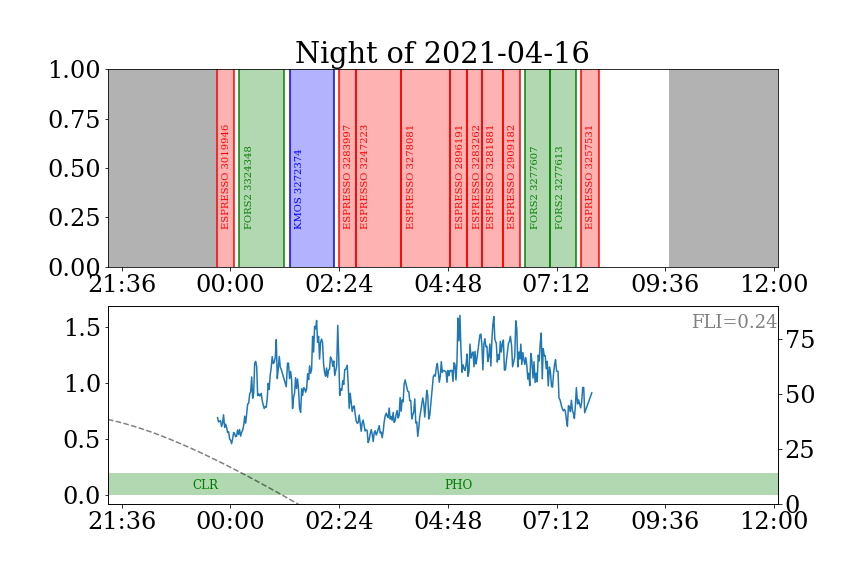 Night of 2021-04-16
1.00
0.75
0.50
0.25
0.00
ESPRESSO 3019946
FORS2 3324348
KMOS 3272374
ESPRESSO 3283997
ESPRESSO 3247223
ESPRESSO 3278081
ESPRESSO 2896191
ESPRESSO 3283262
ESPRESSO 3281881
ESPRESSO 2909182
FORS2 3277607
FORS2 3277613
ESPRESSO 3257531
21:36 00:00 02:24 04:48 07:12 09:36 12:00
FLI=0.24
1.5
1.0
0.5
0.0
75
50
25
0
CLR PHO
21:36 00:00 02:24 04:48 07:12 09:36 12:00